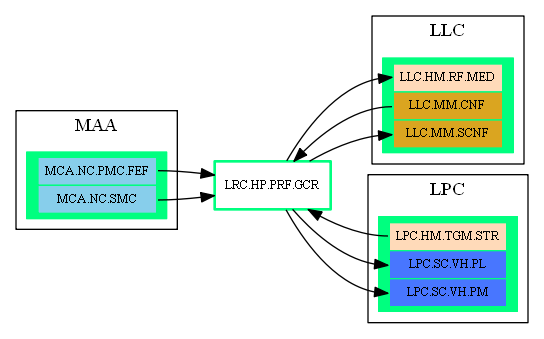 MAA
MCA.NC.PMC.FEF
MCA.NC.SMC
LRC.HP.PRF.GCR
LLC
LLC.HM.RF.MED
LLC.MM.CNF
LLC.MM.SCNF
LPC
LPC.HM.TGM.STR
LPC.SC.VH.PL
LPC.SC.VH.PM